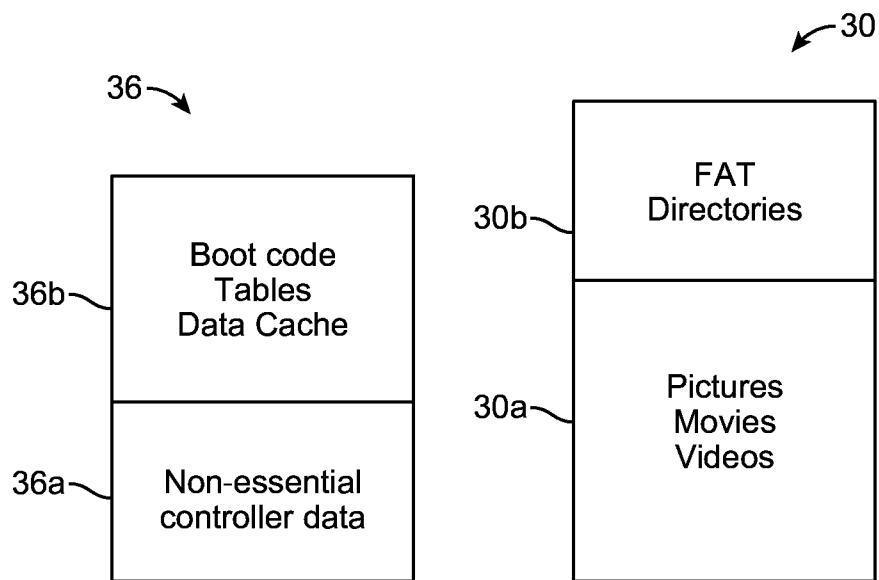 36
36b
Boot code
Tables
Data Cache
36a
Non-essential
controller data
30
30b
FAT
Directories
30a
Pictures
Movies
Videos